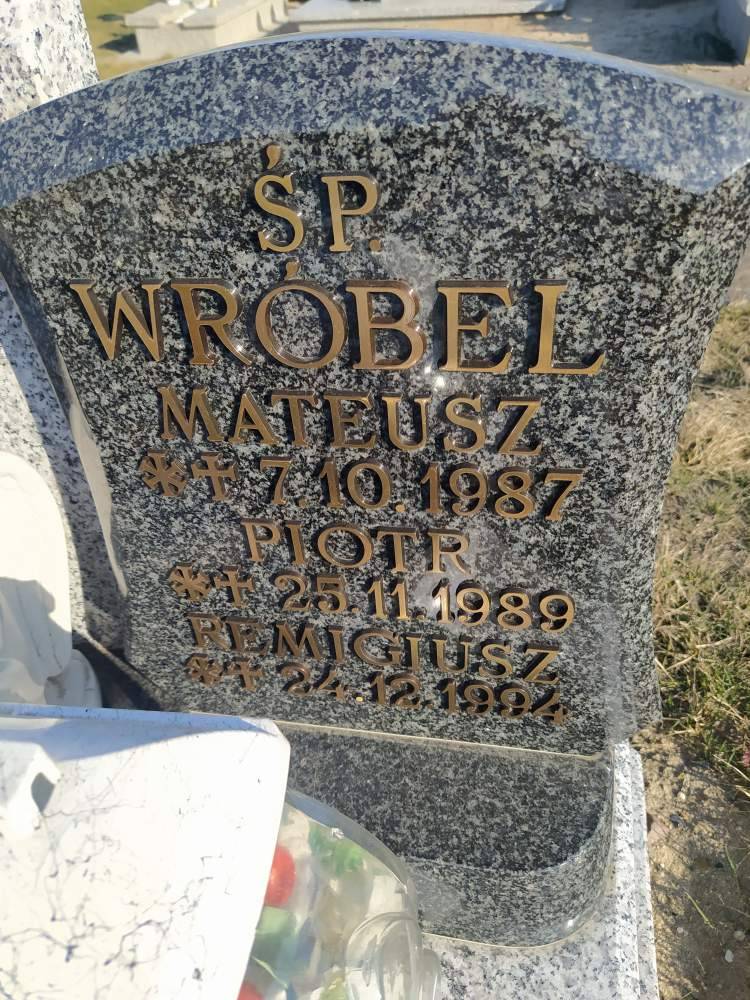 ŚP.
WRÓBEL
MATEUSZ
*† 7.10.1987
PIOTR
*† 25.11.1989
REMIGIUSZ
*† 24.12.1994